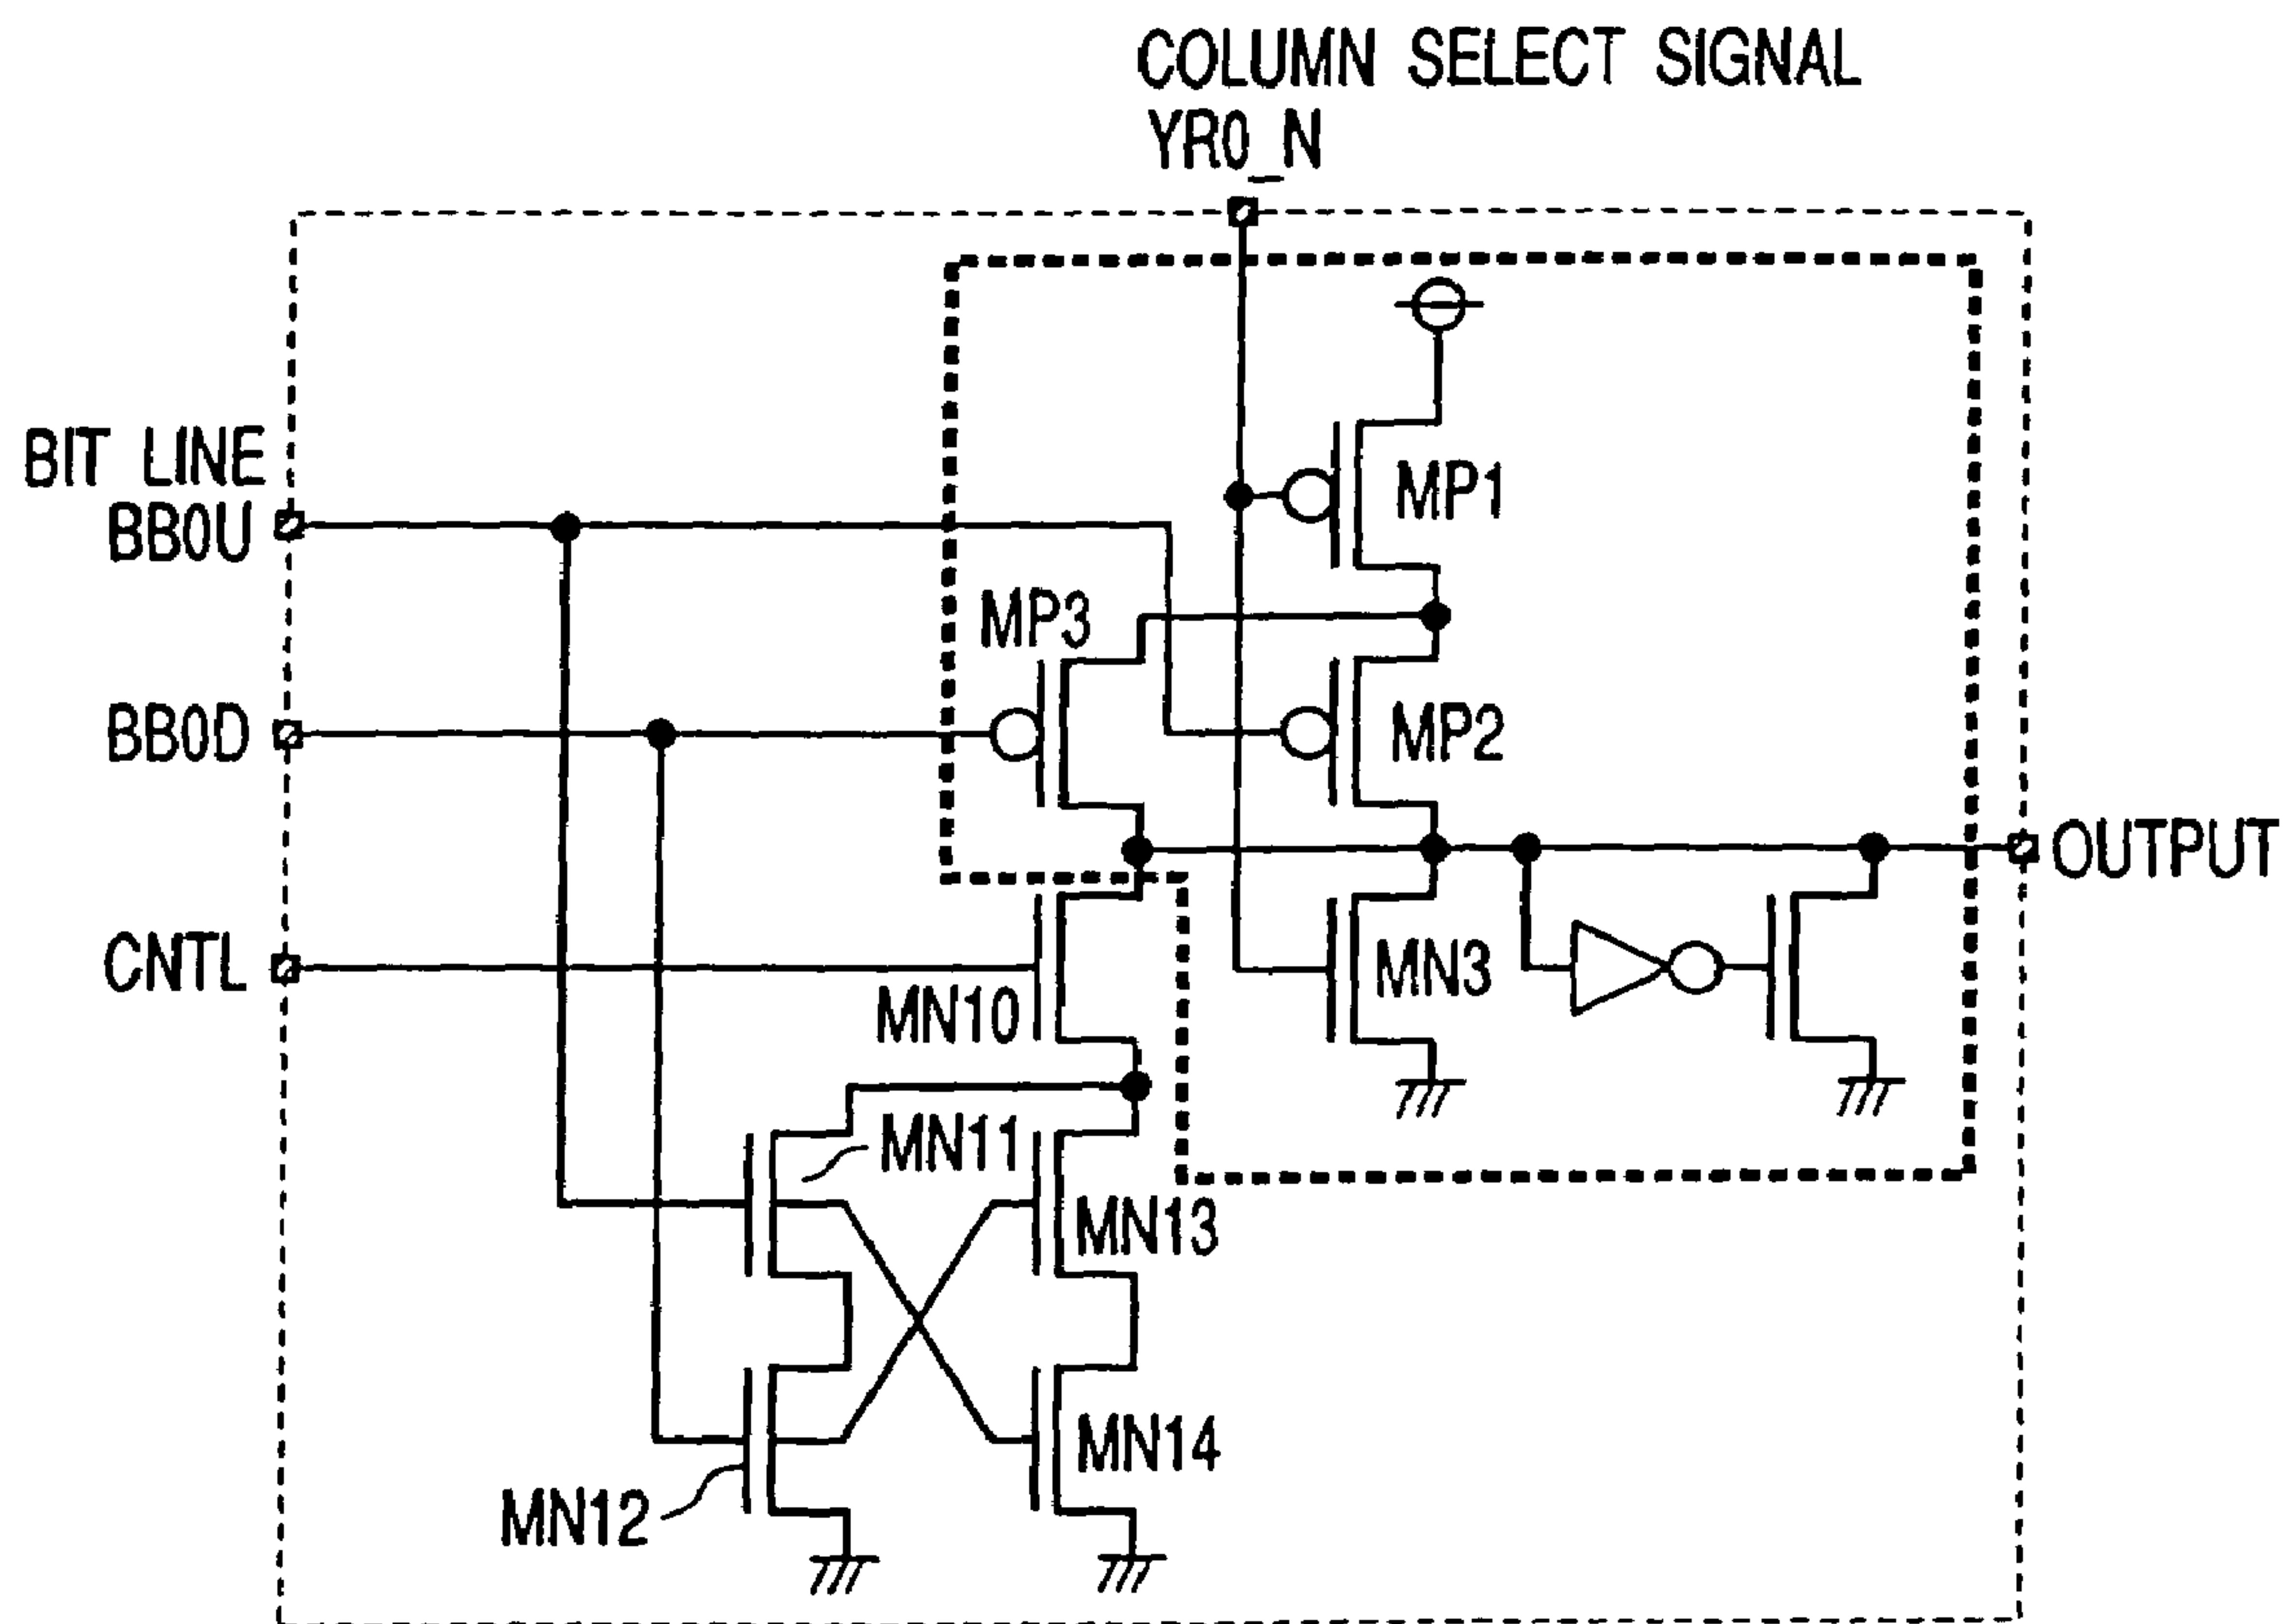 COLUMN SELECT SIGNAL
YR0_N
BIT LINE
BB0U
MP1
MP3
BB0D
MP2
OUTPUT
CNTL
MN10
MN3
MN11
MN13
MN14
MN12